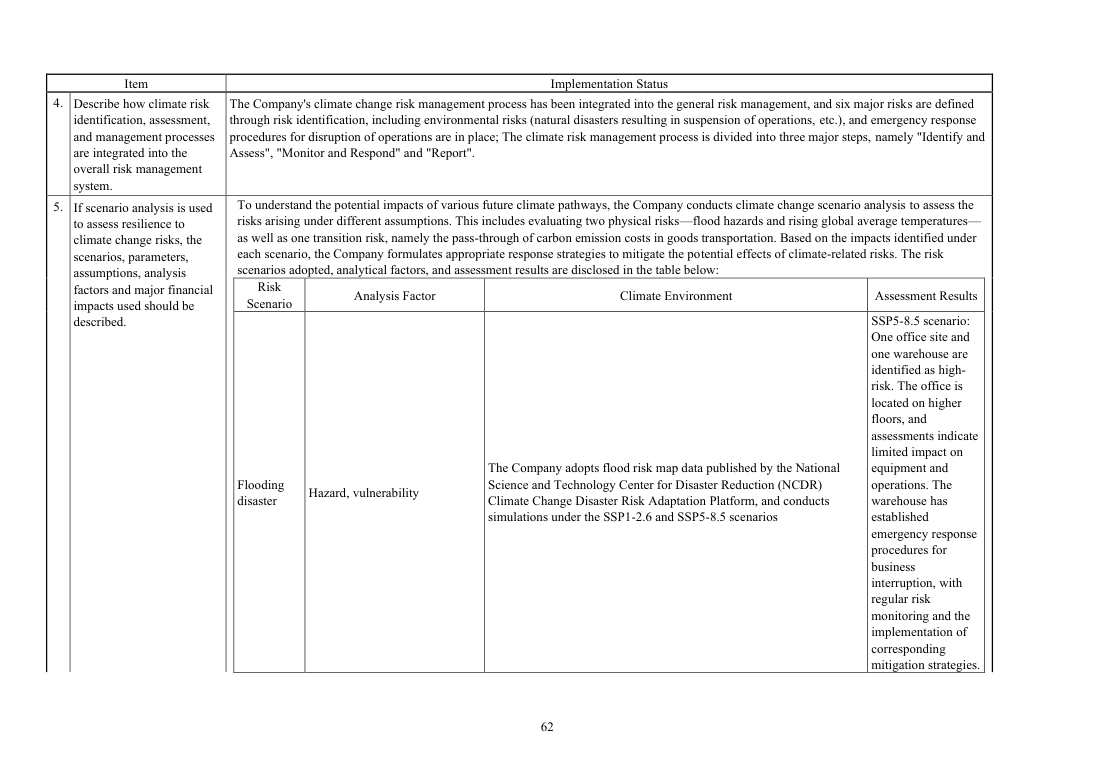 Item
Implementation Status
4.
Describe how climate risk
identification, assessment,
and management processes
are integrated into the
overall risk management
system.
The Company's climate change risk management process has been integrated into the general risk management, and six major risks are defined
through risk identification, including environmental risks (natural disasters resulting in suspension of operations, etc.), and emergency response
procedures for disruption of operations are in place; The climate risk management process is divided into three major steps, namely "Identify and
Assess", "Monitor and Respond" and "Report".
5.
If scenario analysis is used
to assess resilience to
climate change risks, the
scenarios, parameters,
assumptions, analysis
factors and major financial
impacts used should be
described.
To understand the potential impacts of various future climate pathways, the Company conducts climate change scenario analysis to assess the
risks arising under different assumptions. This includes evaluating two physical risks—flood hazards and rising global average temperatures—
as well as one transition risk, namely the pass-through of carbon emission costs in goods transportation. Based on the impacts identified under
each scenario, the Company formulates appropriate response strategies to mitigate the potential effects of climate-related risks. The risk
scenarios adopted, analytical factors, and assessment results are disclosed in the table below:
Risk
Scenario
Analysis Factor
Climate Environment
Assessment Results
Flooding
disaster
Hazard, vulnerability
The Company adopts flood risk map data published by the National
Science and Technology Center for Disaster Reduction (NCDR)
Climate Change Disaster Risk Adaptation Platform, and conducts
simulations under the SSP1-2.6 and SSP5-8.5 scenarios
SSP5-8.5 scenario:
One office site and
one warehouse are
identified as high-
risk. The office is
located on higher
floors, and
assessments indicate
limited impact on
equipment and
operations. The
warehouse has
established
emergency response
procedures for
business
interruption, with
regular risk
monitoring and the
implementation of
corresponding
mitigation strategies.
62